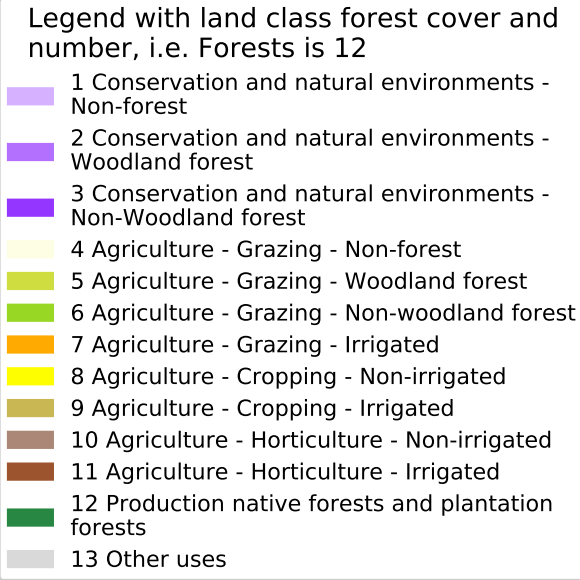 Legend with land class forest cover and
number, i.e. Forests is 12
1 Conservation and natural environments -
Non-forest
2 Conservation and natural environments -
Woodland forest
3 Conservation and natural environments -
Non-Woodland forest
4 Agriculture - Grazing - Non-forest
5 Agriculture - Grazing - Woodland forest
6 Agriculture - Grazing - Non-woodland forest
7 Agriculture - Grazing - Irrigated
8 Agriculture - Cropping - Non-irrigated
9 Agriculture - Cropping - Irrigated
10 Agriculture - Horticulture - Non-irrigated
11 Agriculture - Horticulture - Irrigated
12 Production native forests and plantation
forests
13 Other uses